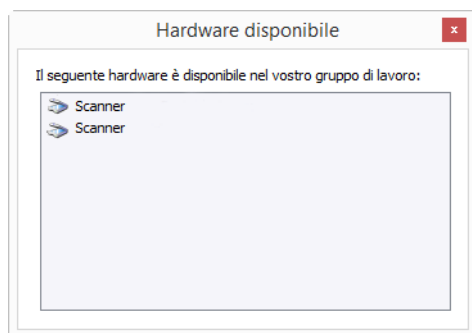 Hardware disponibile
x
Il seguente hardware è disponibile nel vostro gruppo di lavoro:
Scanner
Scanner